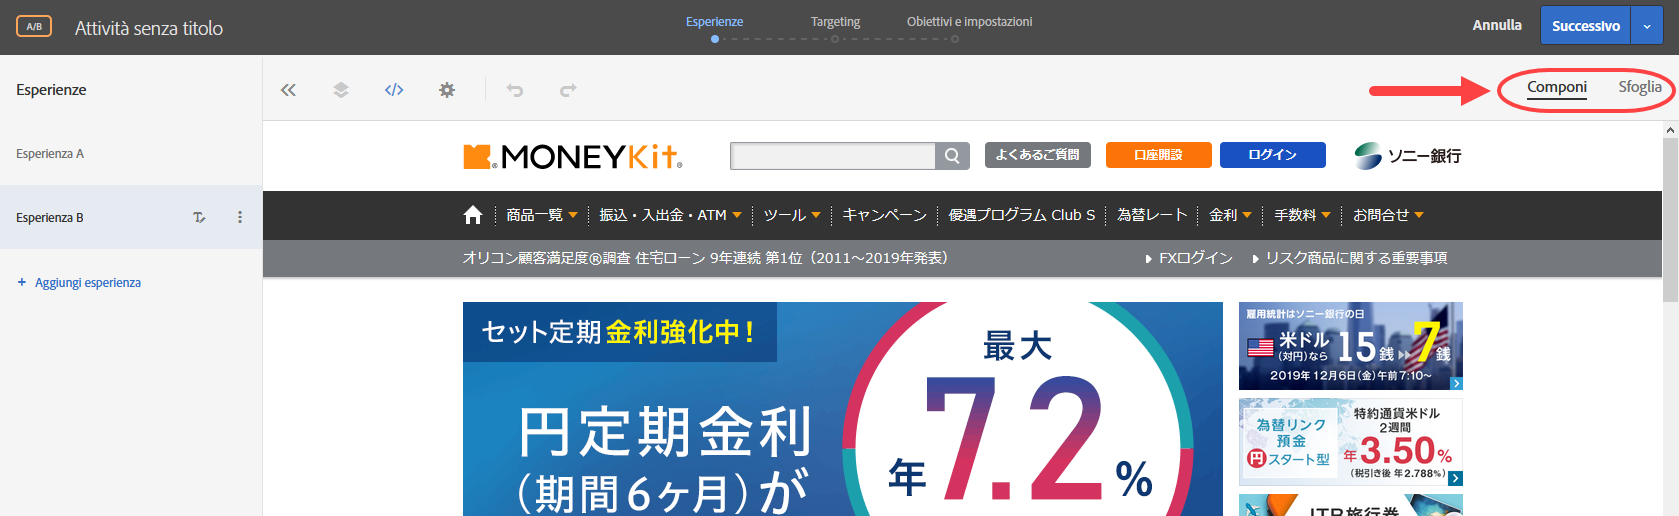 A/B
Attività senza titolo
Esperienze
Targeting
Obiettivi e impostazioni
Annulla
Successivo
Esperienze
Componi
Sfoglia
Esperienza A
Esperienza B
+ Aggiungi esperienza
MONEYKit
よくあるご質問
口座開設
ログイン
ソニー銀行
商品一覧
振込・入出金・ATM
ツール
キャンペーン
優遇プログラム Club S
為替レート
金利
手数料
お問合せ
オリコン顧客満足度®調査 住宅ローン 9年連続 第1位（2011～2019年発表）
FXログイン
リスク商品に関する重要事項
セット定期 金利強化中！
円定期金利
（期間6ヶ月）が
最大
年 7.2 %
雇用統計はソニー銀行の日
米ドル
（対円）なら
15銭
7銭
2019年12月6日（金）午前7:10～
為替リンク
預金
円 スタート型
特約通貨米ドル
2週間
年3.50%
（税引き後 年2.788%）
JTB旅行券